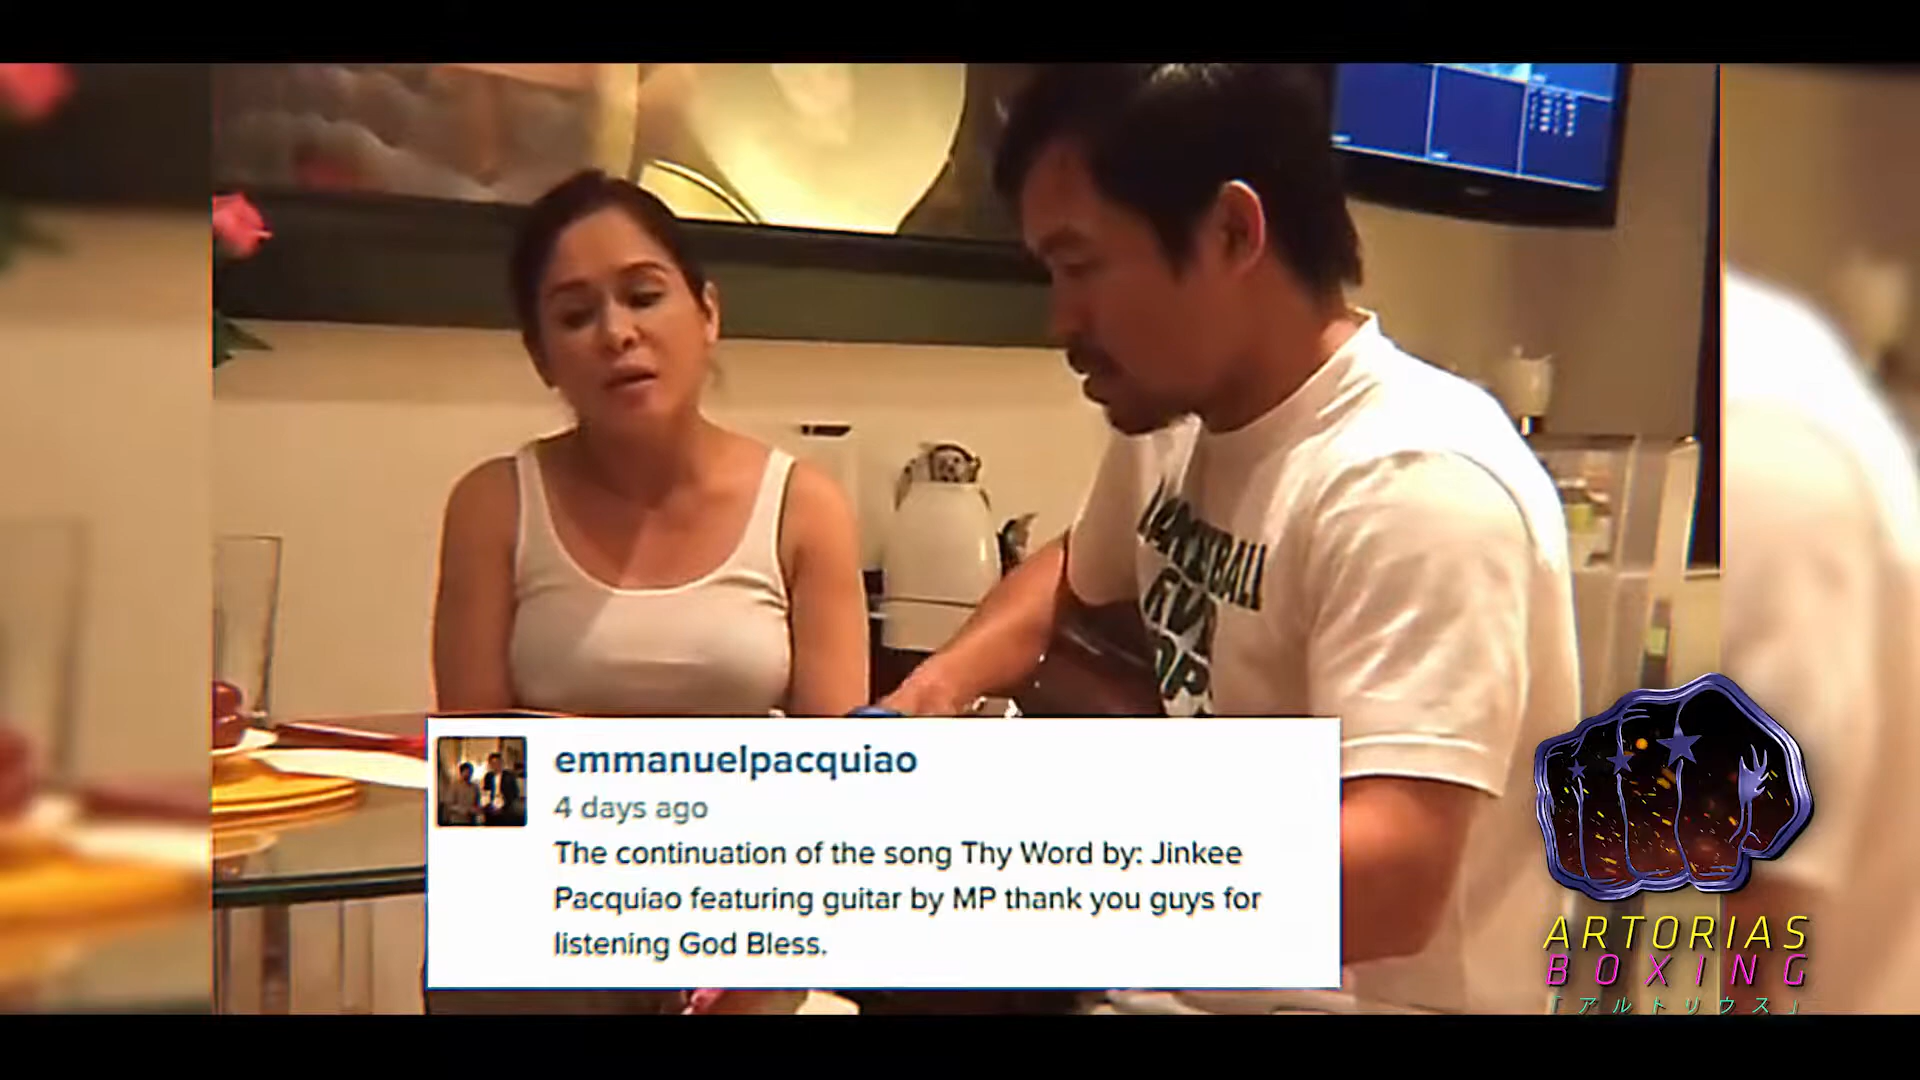 emmanuelpacquiao
4 days ago
The continuation of the song Thy Word by: Jinkee
Pacquiao featuring guitar by MP thank you guys for
listening God Bless.
ARTORIAS
BOXING
「アルトリウス」